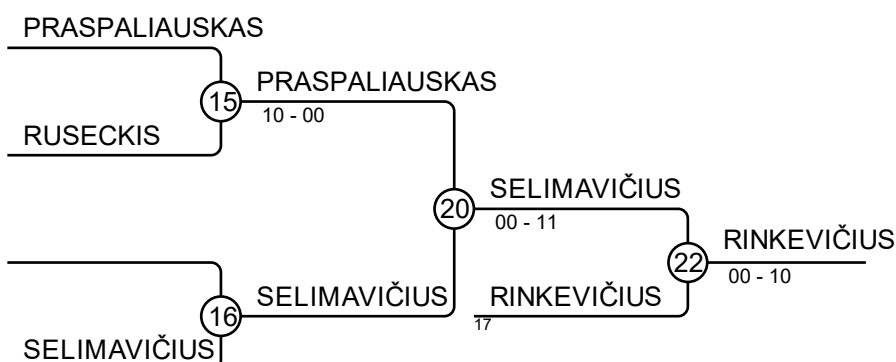 PRASPALIAUSKAS
15
PRASPALIAUSKAS
10 - 00
RUSECKIS
20
SELIMAVIČIUS
00 - 11
22
RINKEVIČIUS
00 - 10
16
SELIMAVIČIUS
RINKEVIČIUS
17
SELIMAVIČIUS